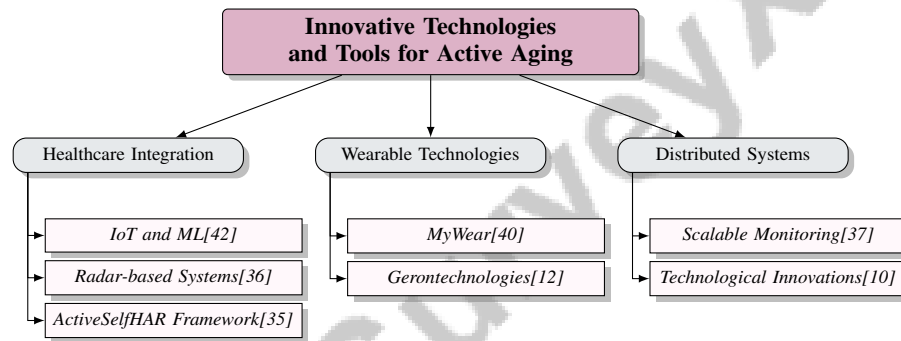 Innovative Technologies
and Tools for Active Aging
Healthcare Integration
Wearable Technologies
Distributed Systems
IoT and ML[42]
MyWear[40]
Scalable Monitoring[37]
Radar-based Systems[36]
Gerontechnologies[12]
Technological Innovations[10]
ActiveSelfHAR Framework[35]